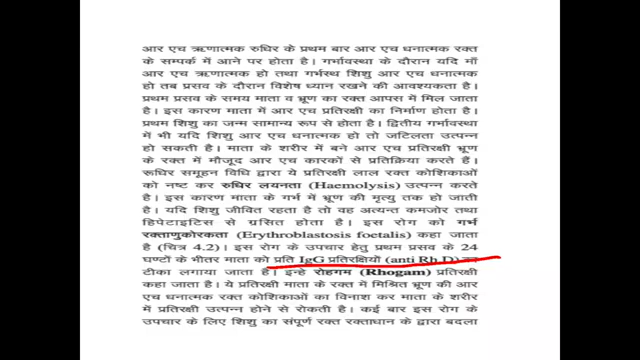 आर एच ऋणात्मक रुधिर के प्रथम बार आर एच धनात्मक रक्त
के सम्पर्क में आने पर होता है। गर्भावस्था के दौरान यदि माँ
आर एच ऋणात्मक हो तथा गर्भस्थ शिशु आर एच धनात्मक
हो तब प्रसव के दौरान विशेष ध्यान रखने की आवश्यकता है।
प्रथम प्रसव के समय माता व भ्रूण का रक्त आपस में मिल जाता
है। इस कारण माता में आर एच प्रतिरक्षी का निर्माण होता है।
प्रथम शिशु का जन्म सामान्य रूप से होता है। द्वितीय गर्भावस्था
में भी यदि शिशु आर एच धनात्मक हो तो जटिलता उत्पन्न
हो सकती है। माता के शरीर में बने आर एच प्रतिरक्षी भ्रूण
के रक्त में मौजूद आर एच कारकों से प्रतिक्रिया करते हैं।
रूधिर समूहन विधि द्वारा ये प्रतिरक्षी लाल रक्त कोशिकाओं
को नष्ट कर रुधिर लयनता (Haemolysis) उत्पन्न करते
है। इस कारण माता के गर्भ में भ्रूण की मृत्यु तक हो जाती
है। यदि शिशु जीवित रहता है तो वह अत्यन्त कमजोर तथा
हिपेटाइटिस से ग्रसित होता है। इस रोग को गर्भ
रक्ताणुकोरकता (Erythroblastosis foetalis) कहा जाता
है (चित्र 4.2)। इस रोग के उपचार हेतु प्रथम प्रसव के 24
घण्टों के भीतर माता को प्रति IgG प्रतिरक्षियों (anti Rh D) का
टीका लगाया जाता है। इन्हे रोहगम (Rhogam) प्रतिरक्षी
कहा जाता है। ये प्रतिरक्षी माता के रक्त में मिश्रित भ्रूण की आर
एच धनात्मक रक्त कोशिकाओं का विनाश कर माता के शरीर
में प्रतिरक्षी उत्पन्न होने से रोकती है। कई बार इस रोग के
उपचार के लिए शिशु का संपूर्ण रक्त रक्ताधान के द्वारा बदला